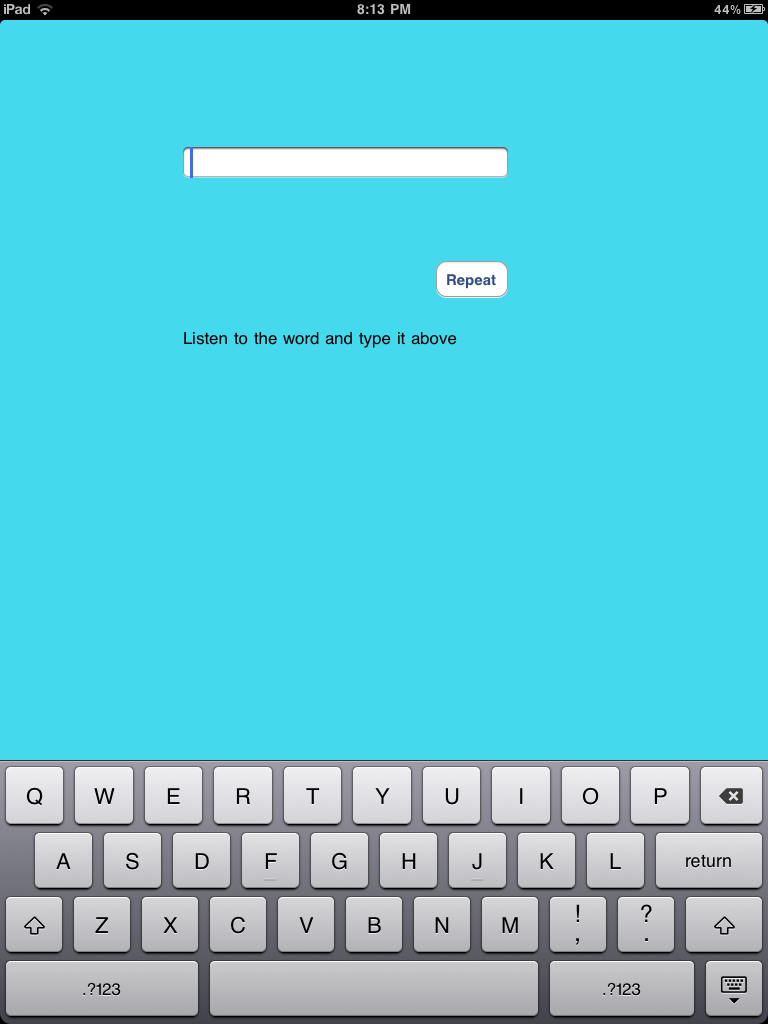 iPad 8:13 PM 44%
Repeat
Listen to the word and type it above
Q W E R T Y U I O P
A S D F G H J K L return
Z X C V B N M ! , ? .
.?123 .?123